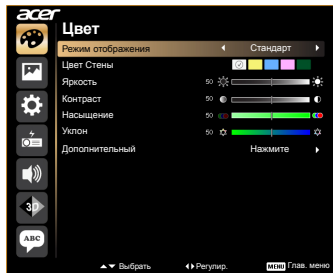 acer
Цвет
Режим отображения Стандарт
Цвет Стены
Яркость 50
Контраст 50
Насыщение 50
Уклон 50
Дополнительный Нажмите
3D
ABC
Выбрать Регулир. MENU Глав. меню